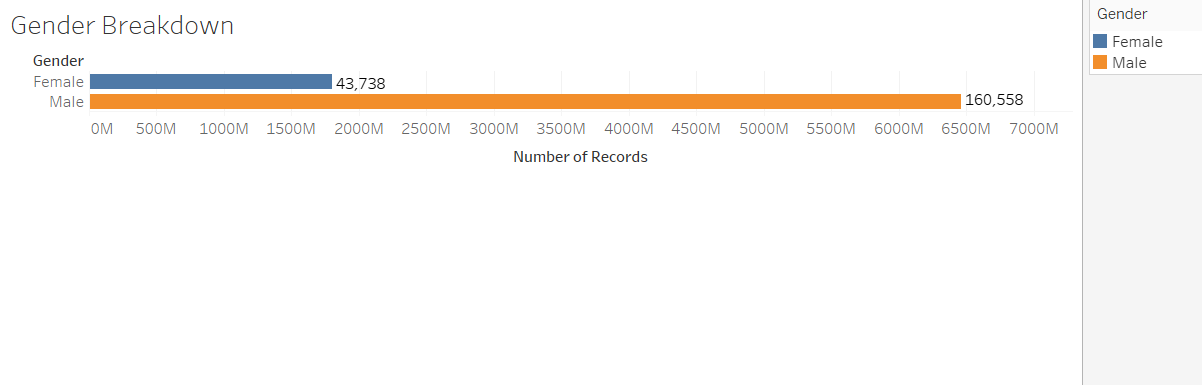 Gender Breakdown
Gender
Female 43,738
Male 160,558
0M 500M 1000M 1500M 2000M 2500M 3000M 3500M 4000M 4500M 5000M 5500M 6000M 6500M 7000M
Number of Records
Gender
Female
Male